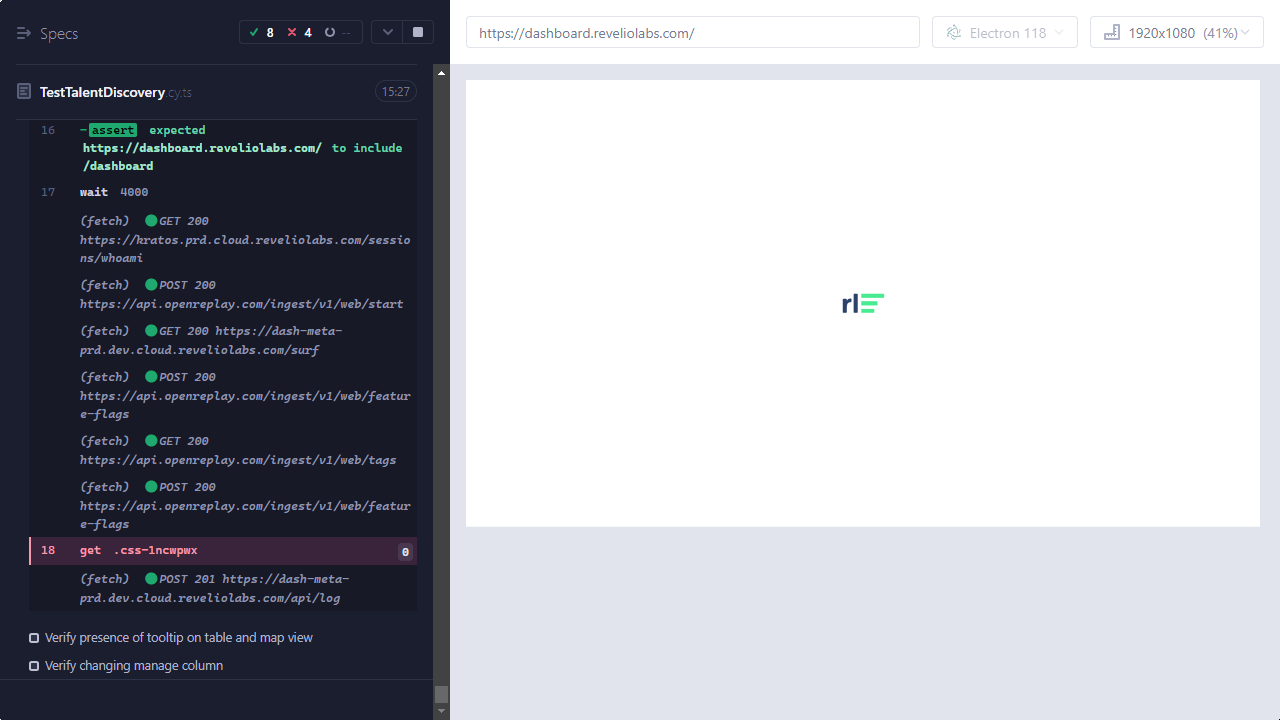 Specs
8
4
--
https://dashboard.reveliolabs.com/
Electron 118
1920x1080 (41%)
TestTalentDiscovery.cy.ts
15:27
16 -assert expected
https://dashboard.reveliolabs.com/ to include
/dashboard
17 wait 4000
(fetch) GET 200
https://kratos.prd.cloud.reveliolabs.com/sessio
ns/whoami
(fetch) POST 200
https://api.openreplay.com/ingest/v1/web/start
(fetch) GET 200 https://dash-meta-
prd.dev.cloud.reveliolabs.com/surf
(fetch) POST 200
https://api.openreplay.com/ingest/v1/web/featur
e-flags
(fetch) GET 200
https://api.openreplay.com/ingest/v1/web/tags
(fetch) POST 200
https://api.openreplay.com/ingest/v1/web/featur
e-flags
18 get .css-1ncwpwx 0
(fetch) POST 201 https://dash-meta-
prd.dev.cloud.reveliolabs.com/api/log
Verify presence of tooltip on table and map view
Verify changing manage column
rl